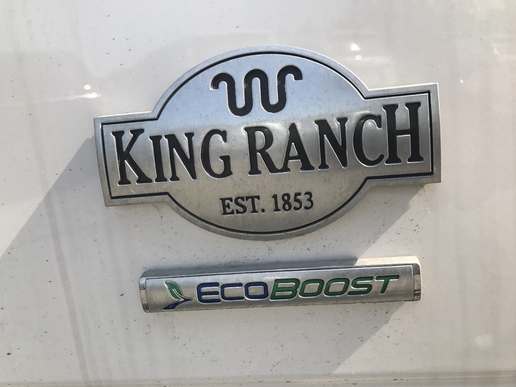 KING RANCH
EST. 1853
ECOBOOST